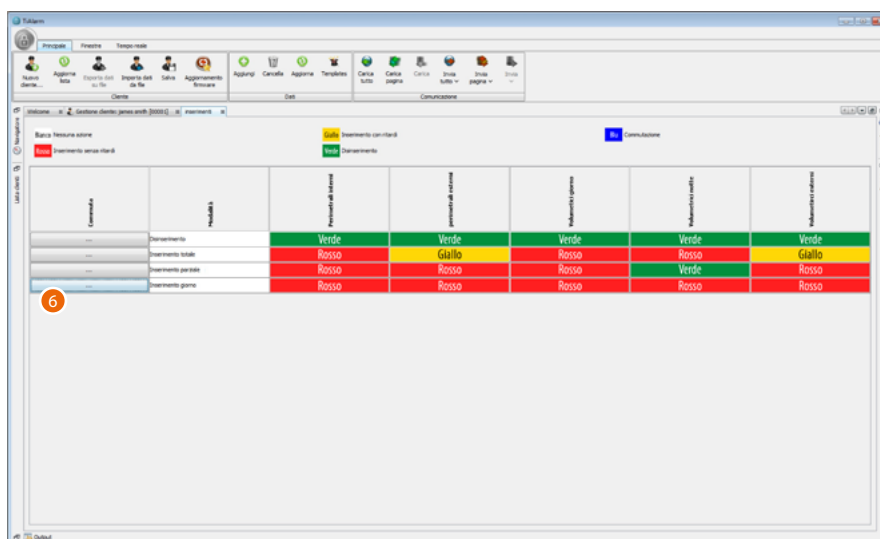 TiAlarm
Principale Finestre Tempo reale
Nuovo cliente... Aggiorna lista Esporta dati su file Importa dati da file Salva Aggiornamento firmware Aggiungi Cancella Aggiorna Templates Carica tutto Carica pagina Carica Invia tutto Invia pagina Invia
Cliente Dati Comunicazione
Welcome Gestione cliente: james smith [00001] inserimenti
Navigatore
Lista clienti
Bianco Nessuna azione Giallo Inserimento con ritardi Blu Commutazione
Rosso Inserimento senza ritardi Verde Disinserimento
Commuta Modalità Perimetrali interni perimetrali esterni Volumetrici giorno Volumetrici notte Volumetrici esterni
... Disinserimento Verde Verde Verde Verde Verde
... Inserimento totale Rosso Giallo Rosso Rosso Giallo
... Inserimento parziale Rosso Rosso Rosso Verde Rosso
... Inserimento giorno Rosso Rosso Rosso Rosso Rosso
6
Output